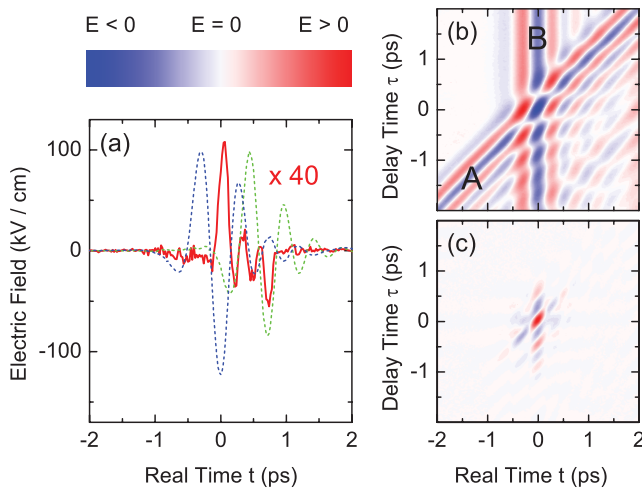 E < 0 E = 0 E > 0
(a)
x 40
100
0
-100
Electric Field (kV / cm)
-2 -1 0 1 2
Real Time t (ps)
(b)
B
A
1
0
-1
Delay Time τ (ps)
(c)
1
0
-1
Delay Time τ (ps)
-2 -1 0 1 2
Real Time t (ps)